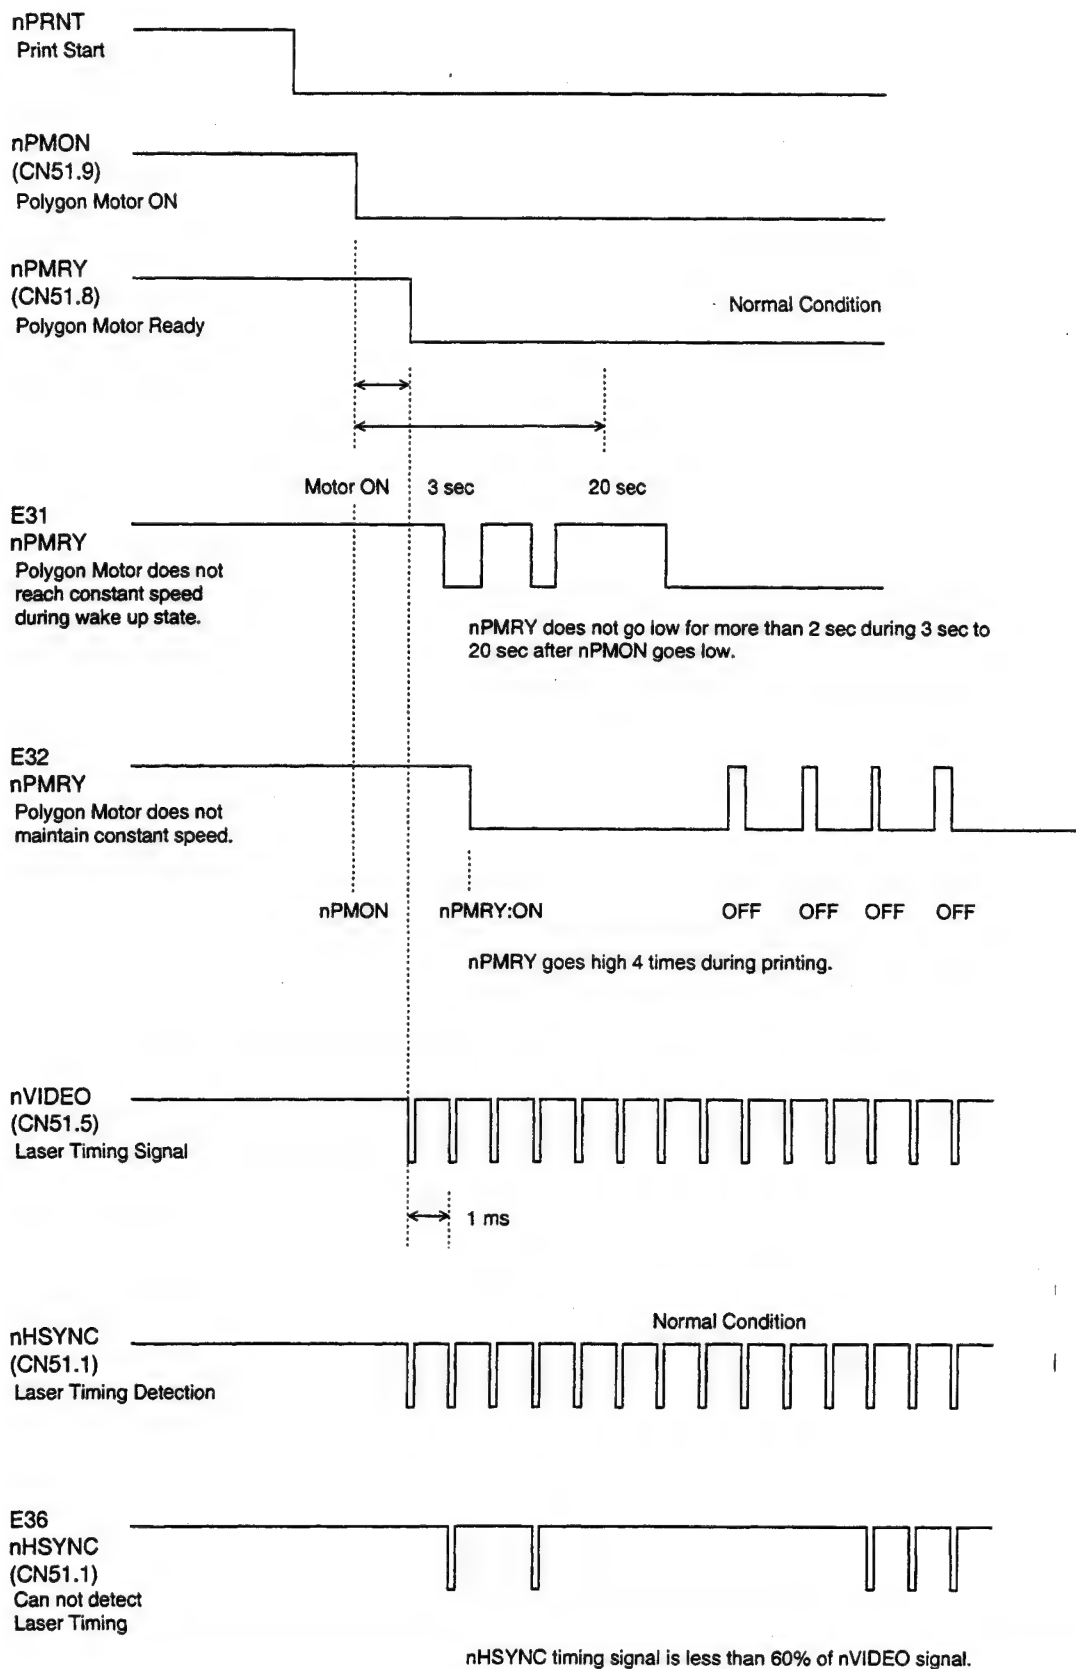 nPRNT
Print Start
nPMON
(CN51.9)
Polygon Motor ON
nPMRY
(CN51.8)
Polygon Motor Ready
Normal Condition
Motor ON 3 sec 20 sec
E31
nPMRY
Polygon Motor does not
reach constant speed
during wake up state.
nPMRY does not go low for more than 2 sec during 3 sec to
20 sec after nPMON goes low.
E32
nPMRY
Polygon Motor does not
maintain constant speed.
nPMON nPMRY:ON OFF OFF OFF OFF
nPMRY goes high 4 times during printing.
nVIDEO
(CN51.5)
Laser Timing Signal
1 ms
Normal Condition
nHSYNC
(CN51.1)
Laser Timing Detection
E36
nHSYNC
(CN51.1)
Can not detect
Laser Timing
nHSYNC timing signal is less than 60% of nVIDEO signal.